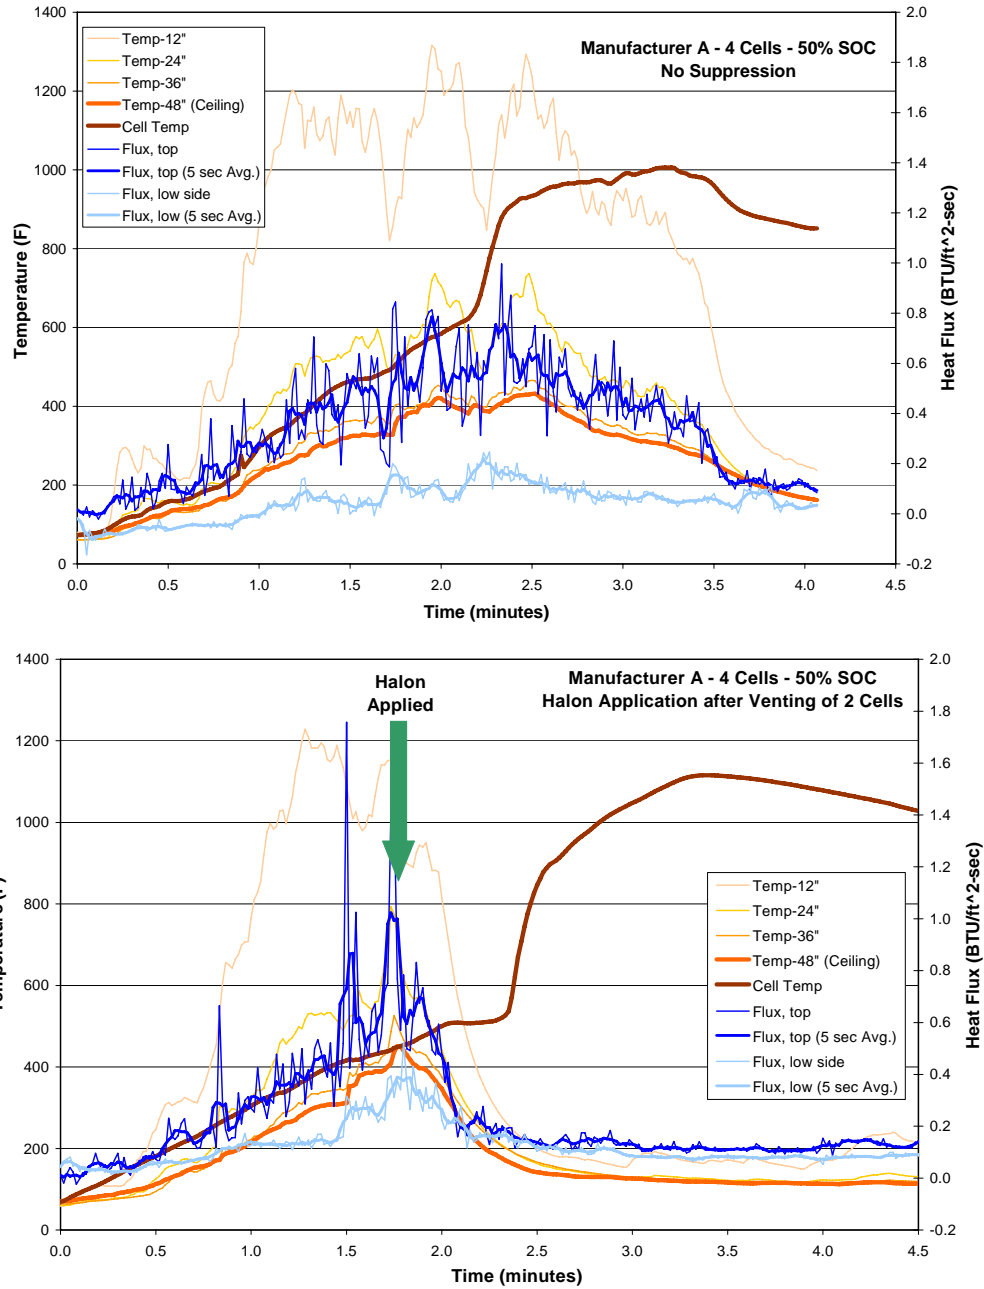 Manufacturer A - 4 Cells - 50% SOC
No Suppression
Temp-12"
Temp-24"
Temp-36"
Temp-48" (Ceiling)
Cell Temp
Flux, top
Flux, top (5 sec Avg.)
Flux, low side
Flux, low (5 sec Avg.)
1400
1200
1000
800
600
400
200
0
Temperature (F)
2.0
1.8
1.6
1.4
1.2
1.0
0.8
0.6
0.4
0.2
0.0
-0.2
Heat Flux (BTU/ft^2-sec)
0.0 0.5 1.0 1.5 2.0 2.5 3.0 3.5 4.0 4.5
Time (minutes)
Manufacturer A - 4 Cells - 50% SOC
Halon Application after Venting of 2 Cells
Halon
Applied
1400
1200
1000
800
600
400
200
0
2.0
1.8
1.6
1.4
1.2
1.0
0.8
0.6
0.4
0.2
0.0
-0.2
Heat Flux (BTU/ft^2-sec)
Temp-12"
Temp-24"
Temp-36"
Temp-48" (Ceiling)
Cell Temp
Flux, top
Flux, top (5 sec Avg.)
Flux, low side
Flux, low (5 sec Avg.)
0.0 0.5 1.0 1.5 2.0 2.5 3.0 3.5 4.0 4.5
Time (minutes)